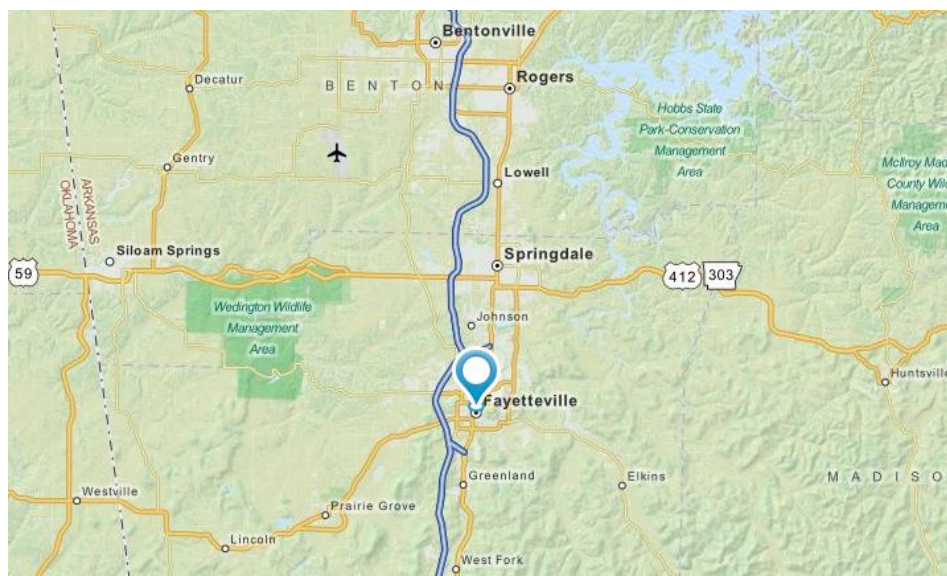 Bentonville
Rogers
Decatur
BENTON
Hobbs State
Park-Conservation
Management
Area
Gentry
McIlroy Mad
County Wild
Management
Area
Lowell
ARKANSAS
OKLAHOMA
Siloam Springs
Springdale
59
412
303
Wedington Wildlife
Management
Area
Johnson
Huntsville
Fayetteville
Greenland
Elkins
MADISO
Westville
Prairie Grove
Lincoln
West Fork